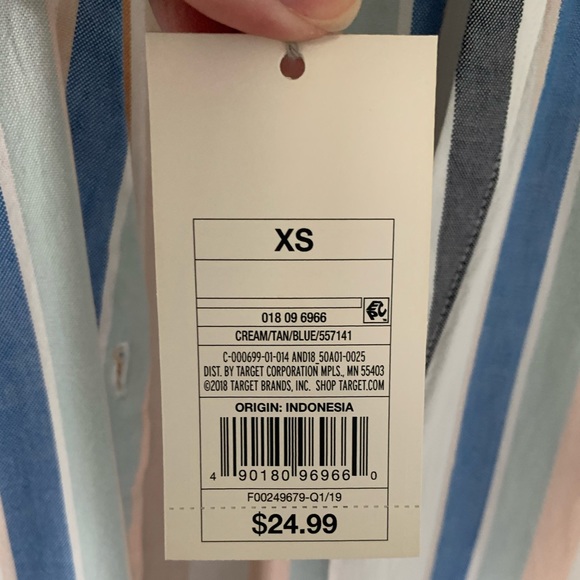 XS
018 09 6966
CREAM/TAN/BLUE/557141
C-000699-01-014 AND18_50A01-0025
DIST. BY TARGET CORPORATION MPLS., MN 55403
©2018 TARGET BRANDS, INC. SHOP TARGET.COM
ORIGIN: INDONESIA
4 90180 96966 0
F00249679-Q1/19
$24.99